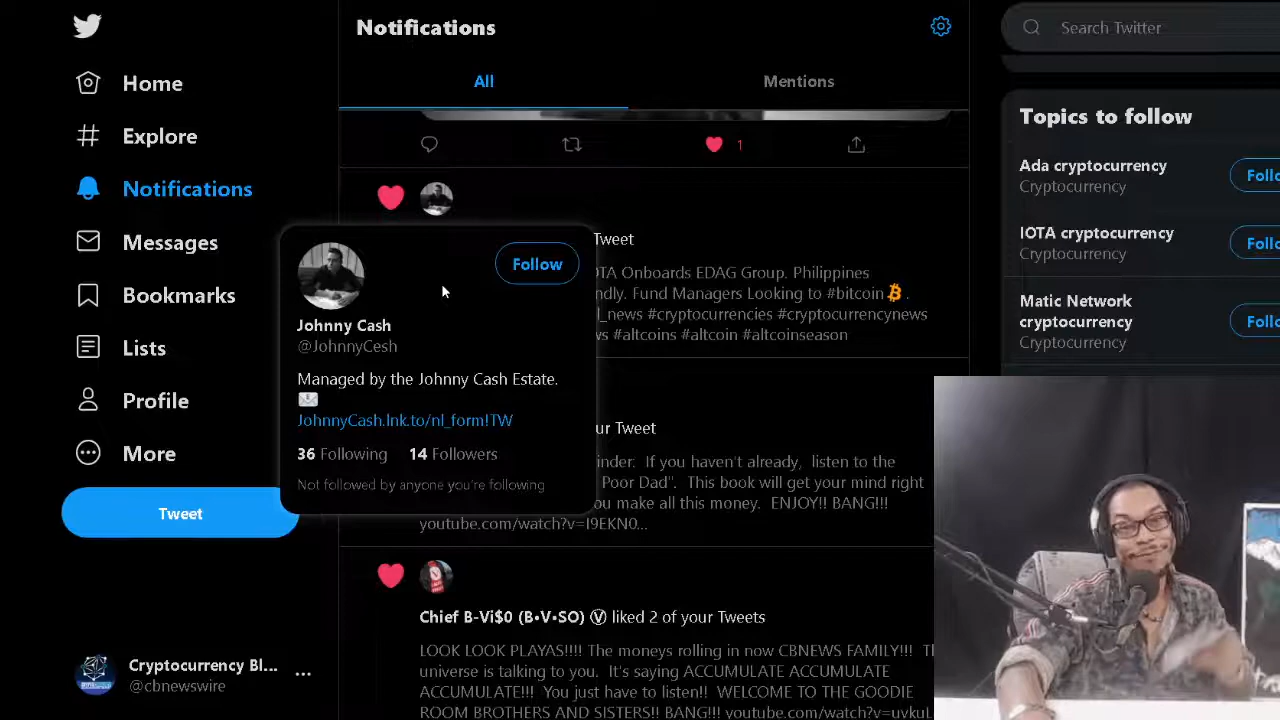 Notifications
Search Twitter
All
Mentions
Home
Explore
Notifications
Messages
Bookmarks
Lists
Profile
More
Tweet
Cryptocurrency Bl...
@cbnewswire
1
Tweet
OTA Onboards EDAG Group. Philippines
ndly. Fund Managers Looking to #bitcoin
l_news #cryptocurrencies #cryptocurrencynews
s #altcoins #altcoin #altcoinseason
Follow
Johnny Cash
@JohnnyCesh
Managed by the Johnny Cash Estate.
JohnnyCash.lnk.to/nl_form!TW
36 Following 14 Followers
Not followed by anyone you're following
ur Tweet
inder: If you haven't already, listen to the
Poor Dad". This book will get your mind right
ou make all this money. ENJOY!! BANG!!!
youtube.com/watch?v=I9EKN0...
Chief B-Vi$0 (B•V•SO) Ⓥ liked 2 of your Tweets
LOOK LOOK PLAYAS!!!! The moneys rolling in now CBNEWS FAMILY!!! T
universe is talking to you. It's saying ACCUMULATE ACCUMULATE
ACCUMULATE!!! You just have to listen!! WELCOME TO THE GOODIE
ROOM BROTHERS AND SISTERS!! BANG!!! youtube.com/watch?v=uvkuL
Topics to follow
Ada cryptocurrency
Cryptocurrency
Follo
IOTA cryptocurrency
Cryptocurrency
Follo
Matic Network
cryptocurrency
Cryptocurrency
Follo